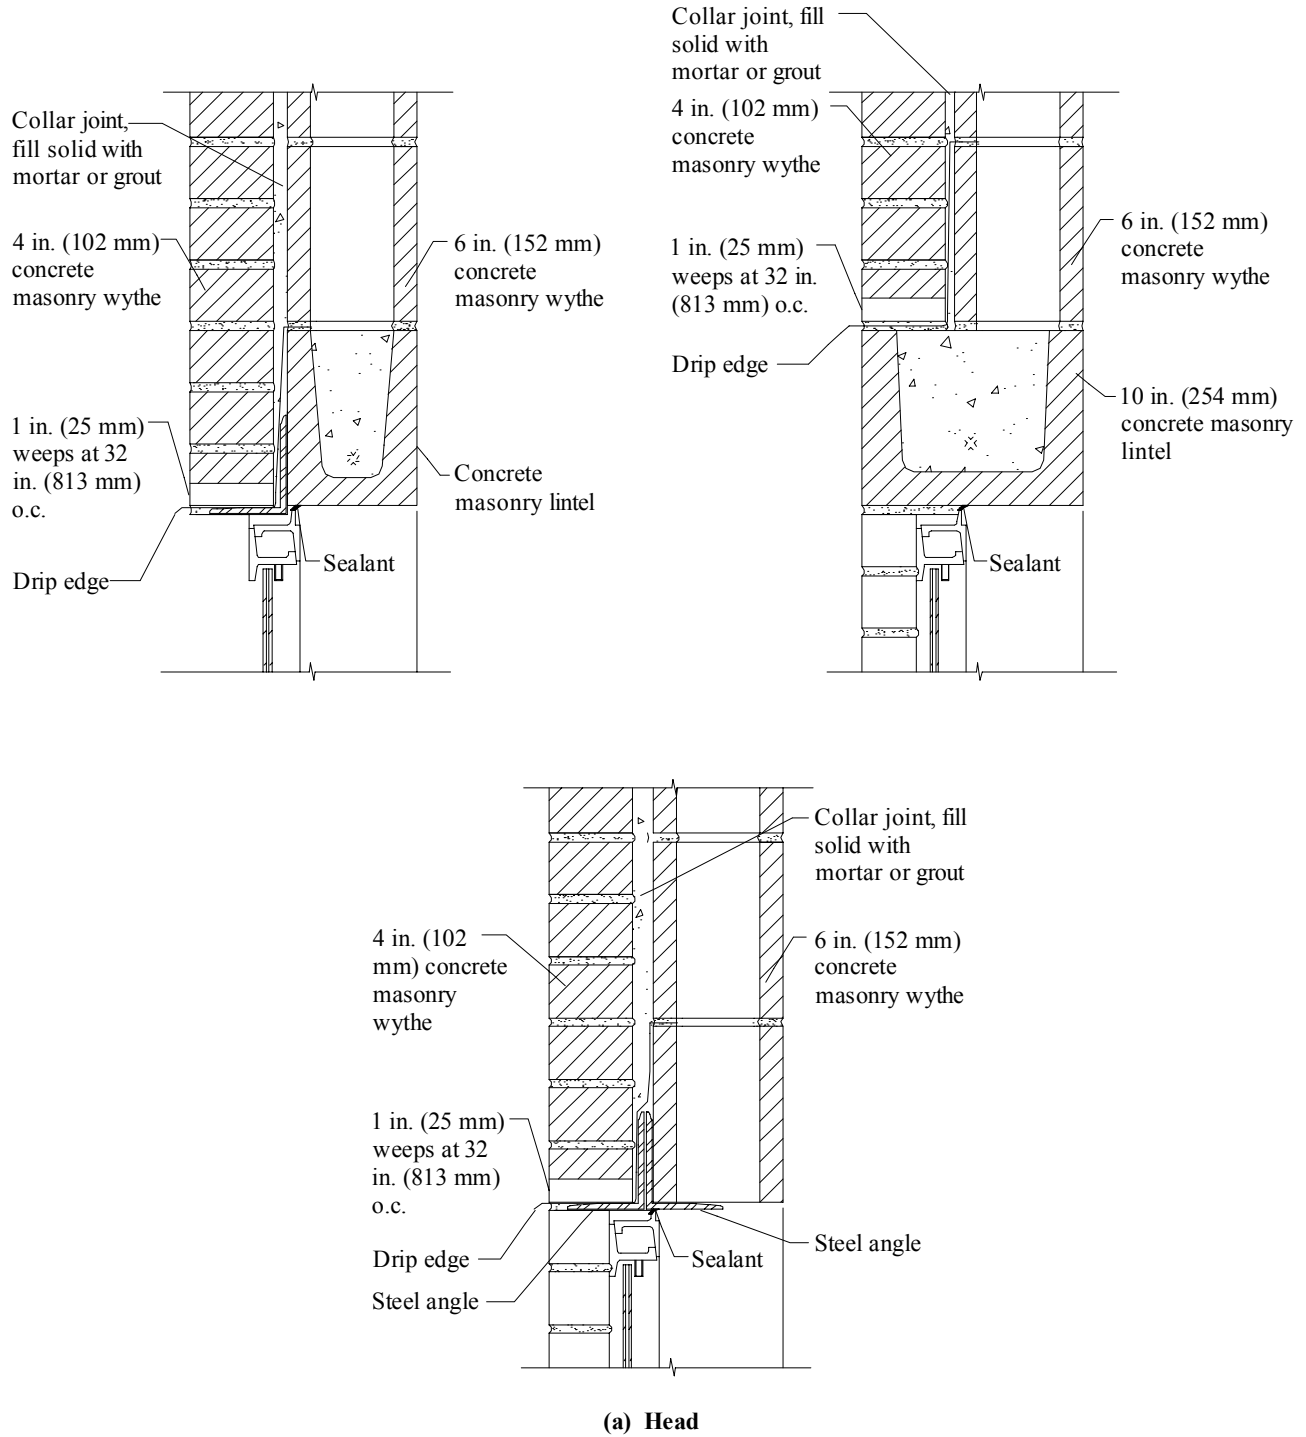 Collar joint,
fill solid with
mortar or grout
4 in. (102 mm)
concrete
masonry wythe
1 in. (25 mm)
weeps at 32
in. (813 mm)
o.c.
Drip edge
6 in. (152 mm)
concrete
masonry wythe
Concrete
masonry lintel
Sealant
Collar joint, fill
solid with
mortar or grout
4 in. (102 mm)
concrete
masonry wythe
1 in. (25 mm)
weeps at 32 in.
(813 mm) o.c.
Drip edge
6 in. (152 mm)
concrete
masonry wythe
10 in. (254 mm)
concrete masonry
lintel
Sealant
Collar joint, fill
solid with
mortar or grout
4 in. (102
mm) concrete
masonry
wythe
6 in. (152 mm)
concrete
masonry wythe
1 in. (25 mm)
weeps at 32
in. (813 mm)
o.c.
Drip edge
Steel angle
Sealant
Steel angle
(a) Head